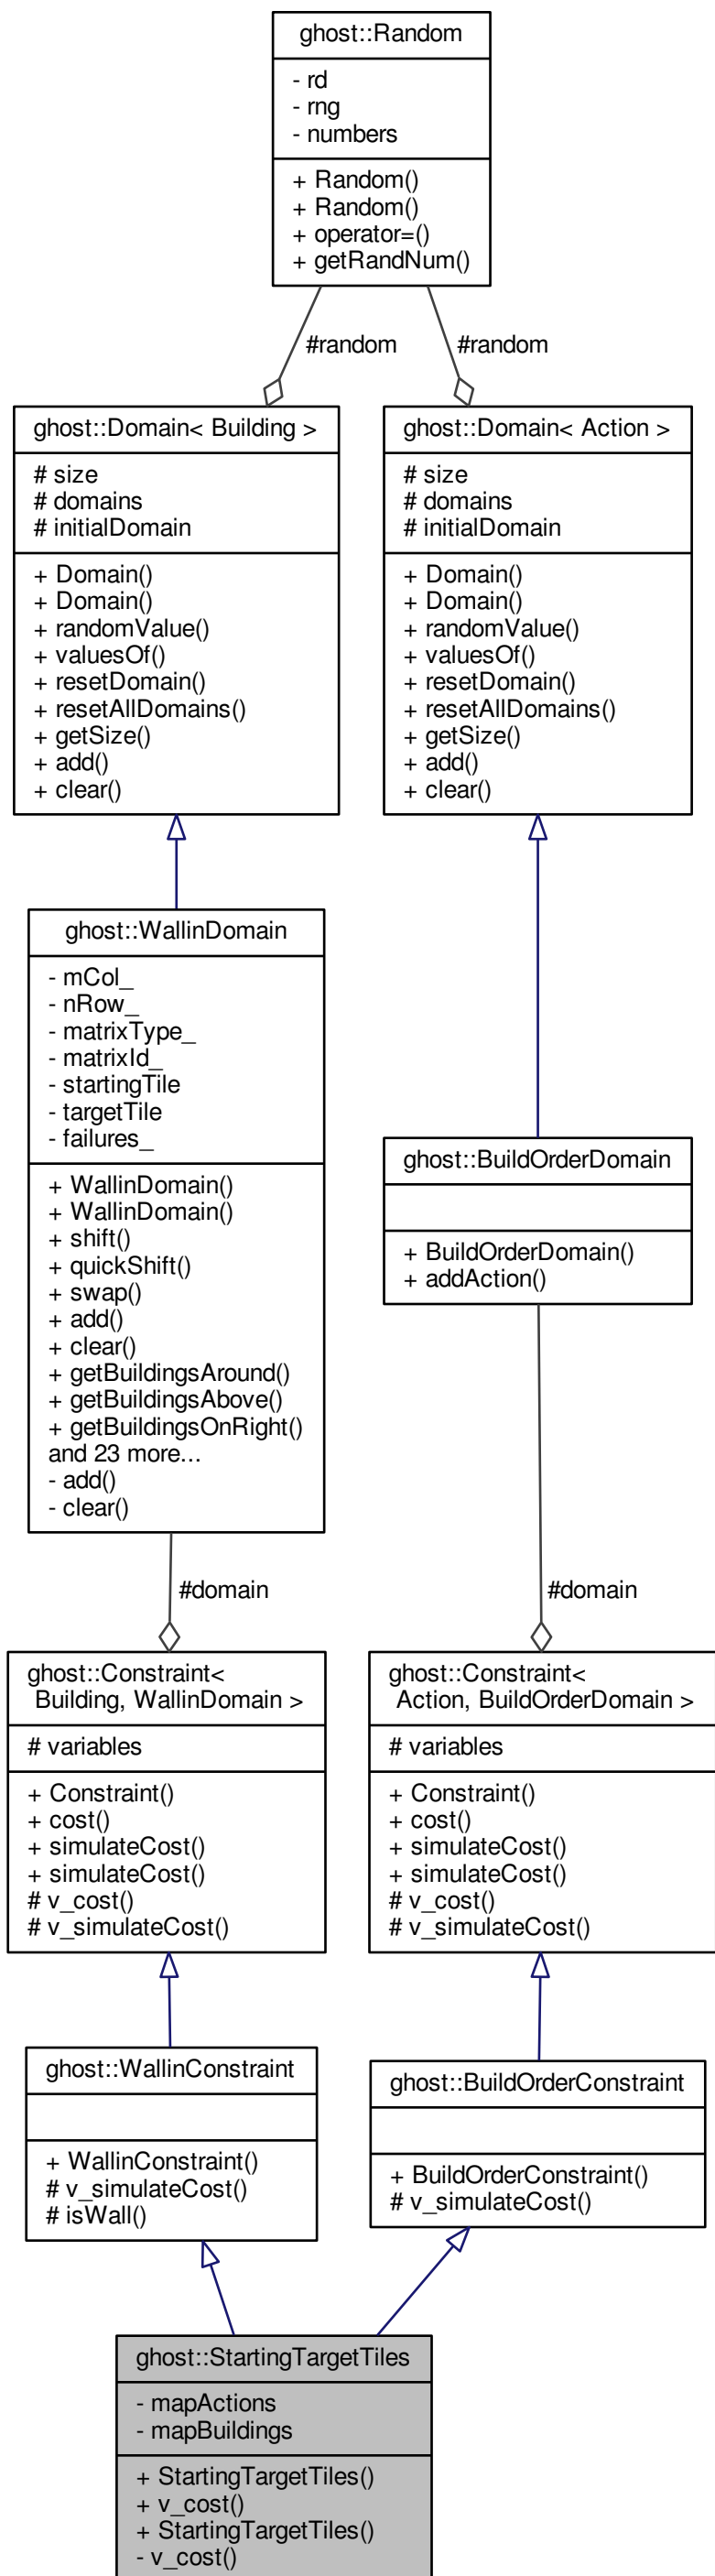 ghost::Random
- rd
- rng
- numbers
+ Random()
+ Random()
+ operator=()
+ getRandNum()
#random
#random
ghost::Domain< Building >
# size
# domains
# initialDomain
+ Domain()
+ Domain()
+ randomValue()
+ valuesOf()
+ resetDomain()
+ resetAllDomains()
+ getSize()
+ add()
+ clear()
ghost::Domain< Action >
# size
# domains
# initialDomain
+ Domain()
+ Domain()
+ randomValue()
+ valuesOf()
+ resetDomain()
+ resetAllDomains()
+ getSize()
+ add()
+ clear()
ghost::WallinDomain
- mCol_
- nRow_
- matrixType_
- matrixId_
- startingTile
- targetTile
- failures_
+ WallinDomain()
+ WallinDomain()
+ shift()
+ quickShift()
+ swap()
+ add()
+ clear()
+ getBuildingsAround()
+ getBuildingsAbove()
+ getBuildingsOnRight()
and 23 more...
- add()
- clear()
ghost::BuildOrderDomain
+ BuildOrderDomain()
+ addAction()
#domain
#domain
ghost::Constraint<
Building, WallinDomain >
# variables
+ Constraint()
+ cost()
+ simulateCost()
+ simulateCost()
# v_cost()
# v_simulateCost()
ghost::Constraint<
Action, BuildOrderDomain >
# variables
+ Constraint()
+ cost()
+ simulateCost()
+ simulateCost()
# v_cost()
# v_simulateCost()
ghost::WallinConstraint
+ WallinConstraint()
# v_simulateCost()
# isWall()
ghost::BuildOrderConstraint
+ BuildOrderConstraint()
# v_simulateCost()
ghost::StartingTargetTiles
- mapActions
- mapBuildings
+ StartingTargetTiles()
+ v_cost()
+ StartingTargetTiles()
- v_cost()